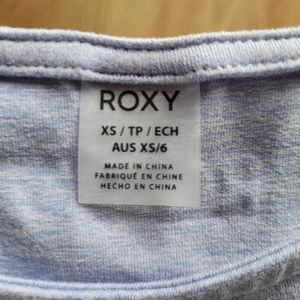 ROXY
XS / TP / ECH
AUS XS/6
MADE IN CHINA
FABRIQUÉ EN CHINE
HECHO EN CHINA